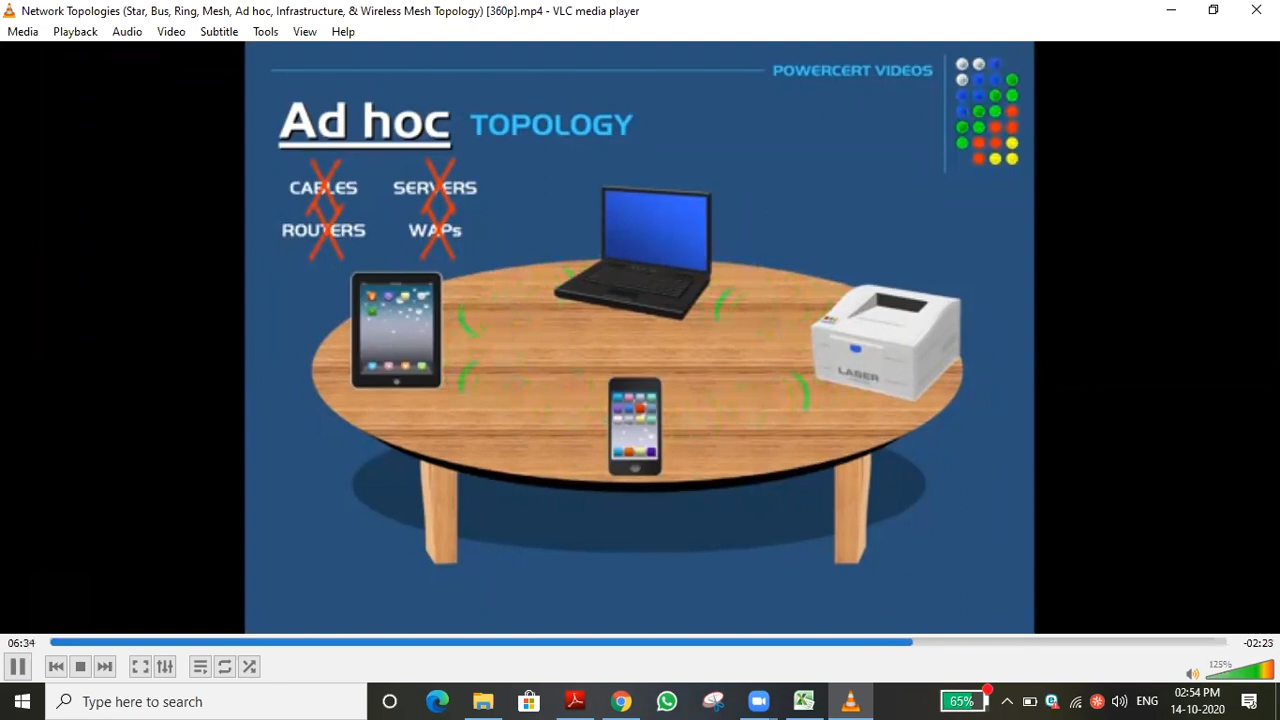 Network Topologies (Star, Bus, Ring, Mesh, Ad hoc, Infrastructure, & Wireless Mesh Topology) [360p].mp4 - VLC media player
Media Playback Audio Video Subtitle Tools View Help
POWERCERT VIDEOS
Ad hoc TOPOLOGY
CABLES SERVERS
ROUTERS WAPs
LASER
06:34 -02:23
125%
Type here to search
65%
ENG
02:54 PM
14-10-2020